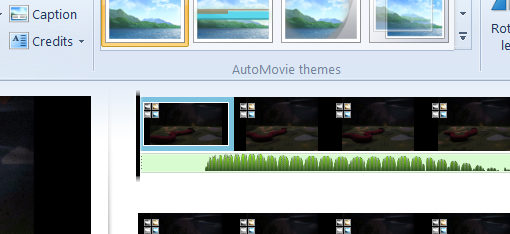 Caption
Credits
AutoMovie themes
Rot
le